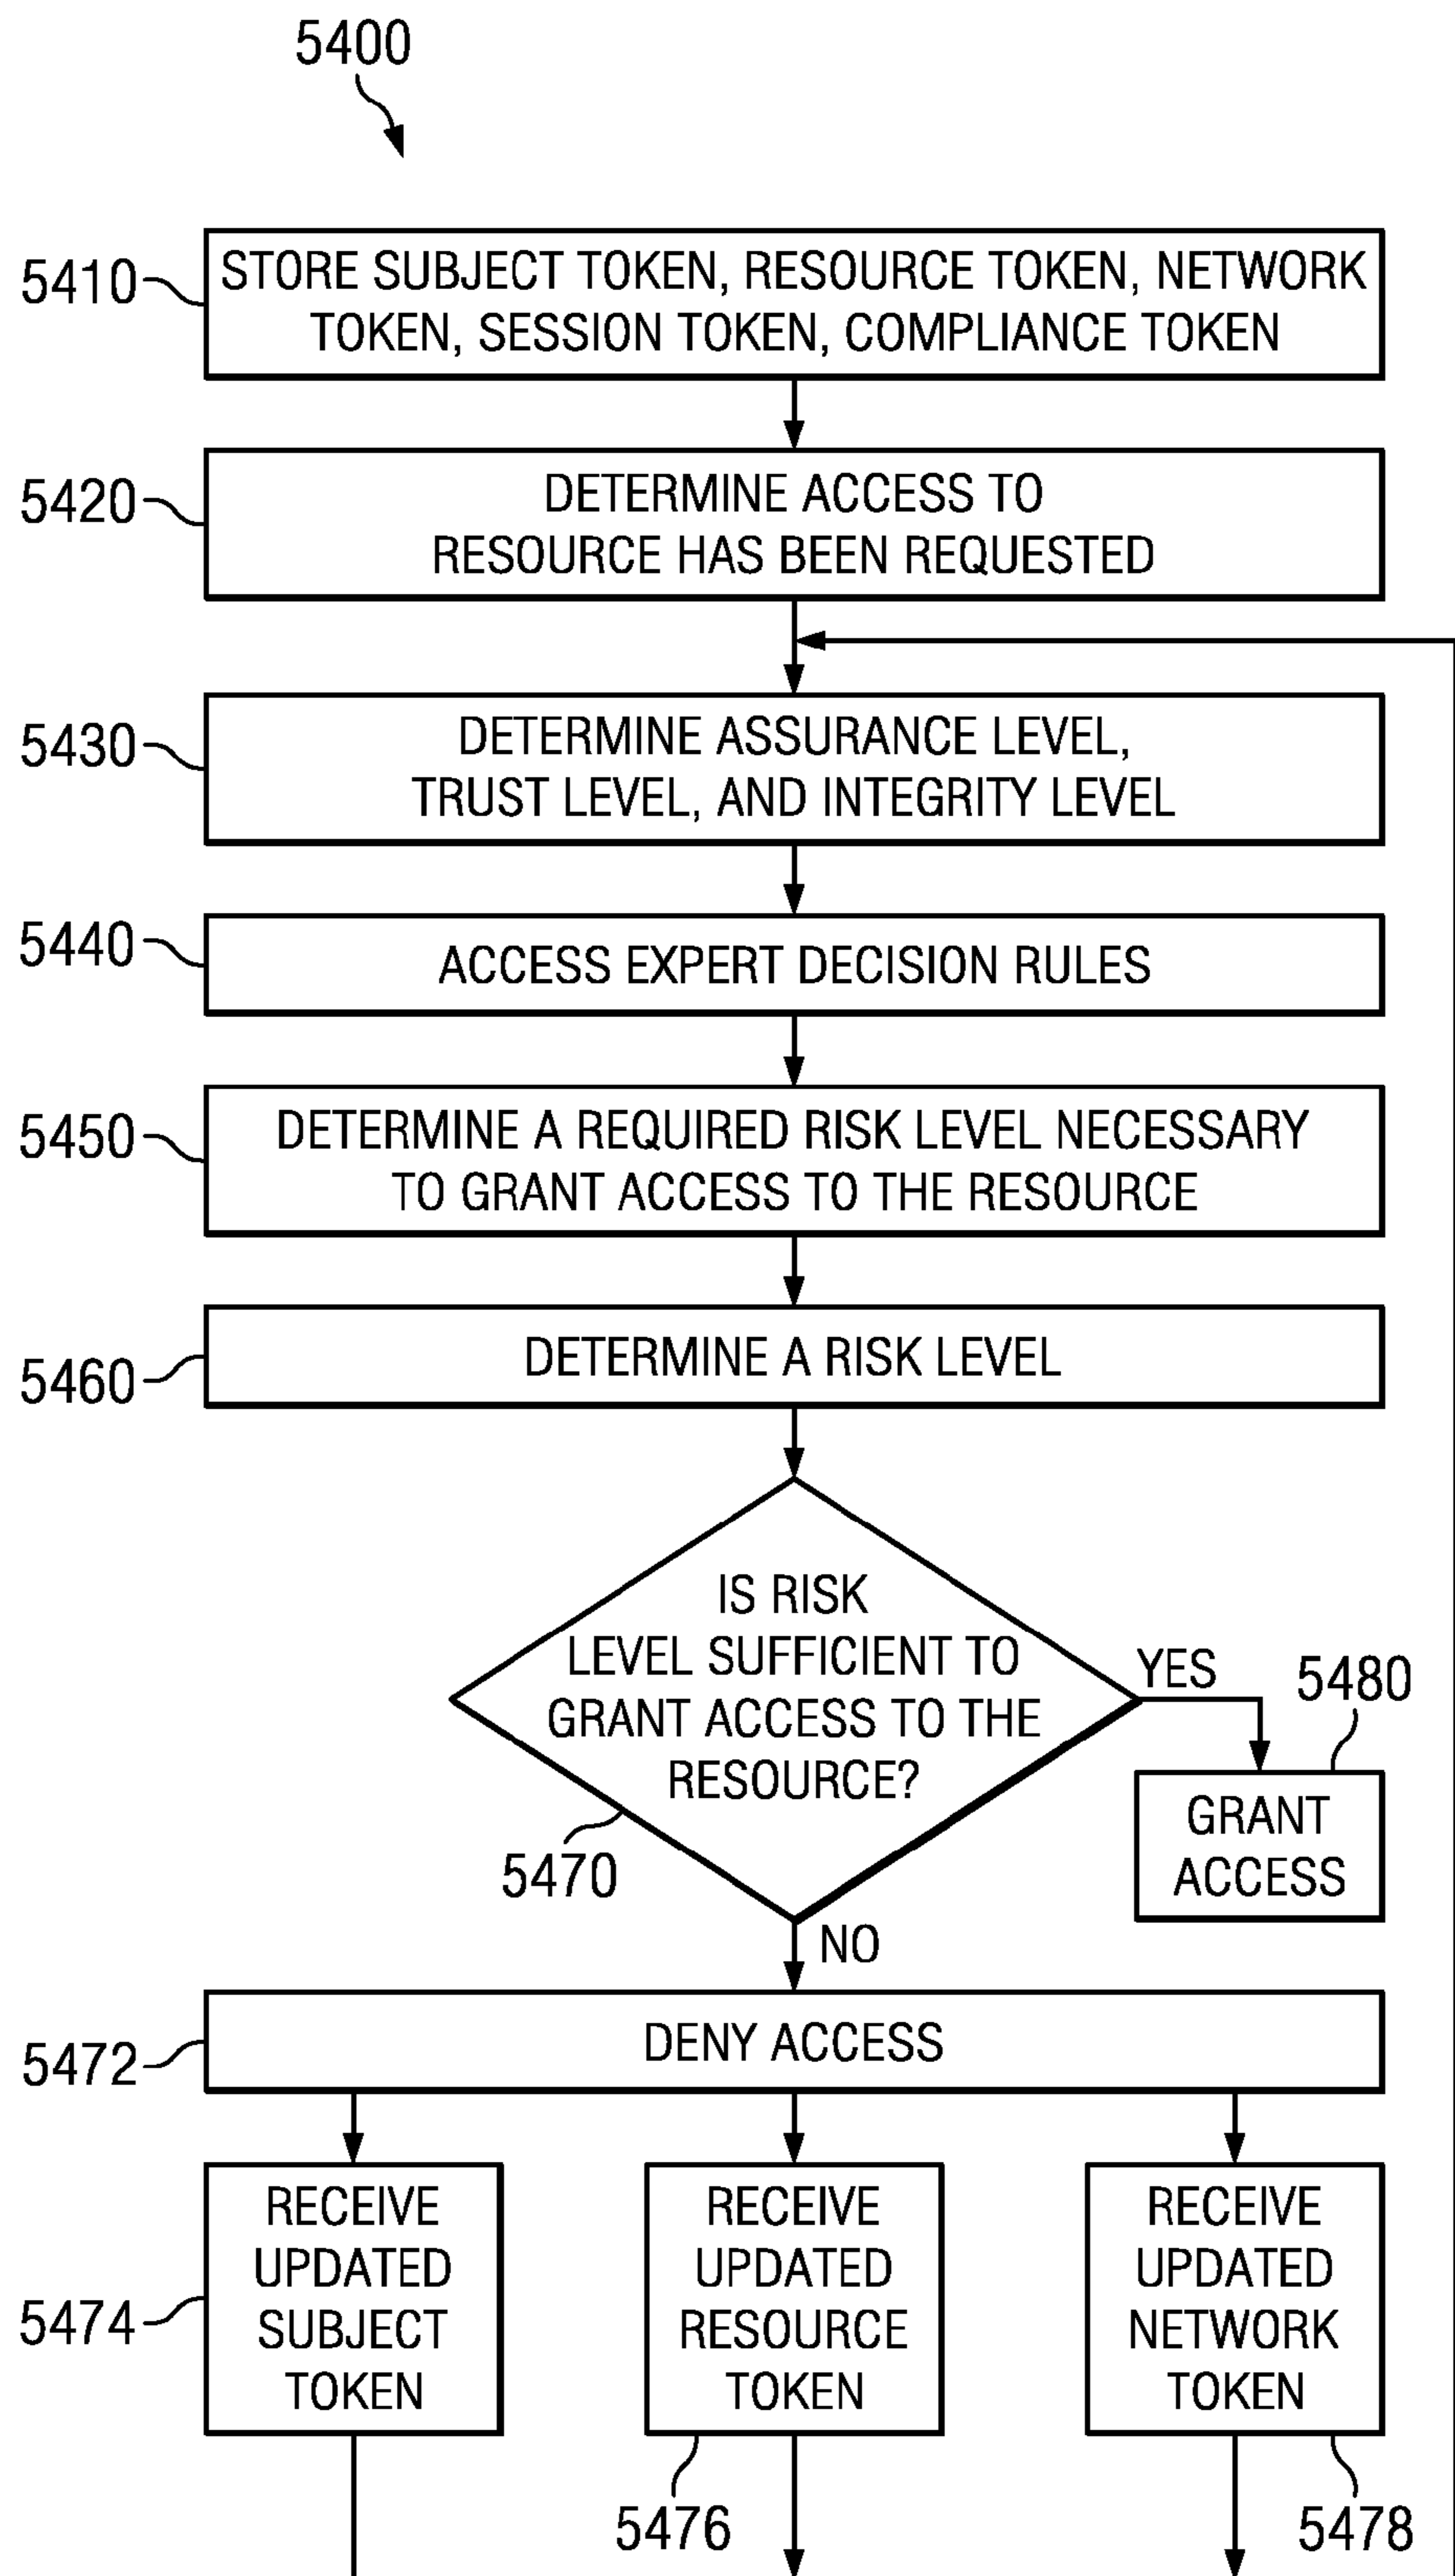 5400
5410
STORE SUBJECT TOKEN, RESOURCE TOKEN, NETWORK
TOKEN, SESSION TOKEN, COMPLIANCE TOKEN
5420
DETERMINE ACCESS TO
RESOURCE HAS BEEN REQUESTED
5430
DETERMINE ASSURANCE LEVEL,
TRUST LEVEL, AND INTEGRITY LEVEL
5440
ACCESS EXPERT DECISION RULES
5450
DETERMINE A REQUIRED RISK LEVEL NECESSARY
TO GRANT ACCESS TO THE RESOURCE
5460
DETERMINE A RISK LEVEL
IS RISK
LEVEL SUFFICIENT TO
GRANT ACCESS TO THE
RESOURCE?
5470
YES
5480
GRANT
ACCESS
NO
5472
DENY ACCESS
5474
RECEIVE
UPDATED
SUBJECT
TOKEN
RECEIVE
UPDATED
RESOURCE
TOKEN
5476
RECEIVE
UPDATED
NETWORK
TOKEN
5478